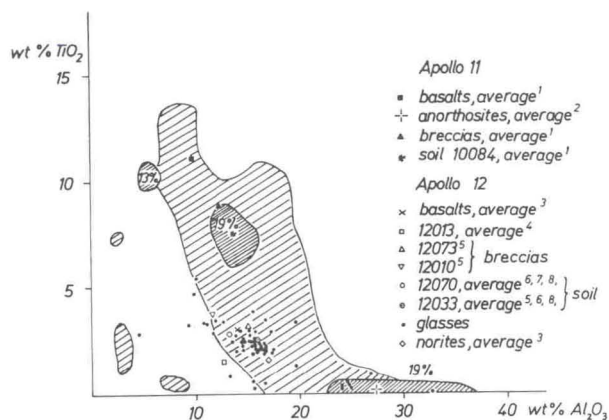 wt % TiO₂
15
10
5
13%
19%
19%
10
20
30
40
wt % Al₂O₃
Apollo 11
basalts, average¹
anorthosites, average²
breccias, average¹
soil 10084, average¹
Apollo 12
basalts, average³
12013, average⁴
12073⁵
12010⁵
breccias
12070, average⁶,⁷,⁸,
12033, average⁵,⁶,⁸,
soil
glasses
norites, average³